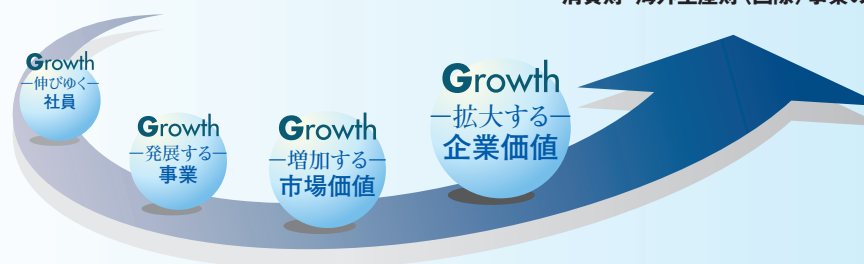 Growth
―伸びゆく―
社員
Growth
―発展する―
事業
Growth
―増加する―
市場価値
Growth
―拡大する―
企業価値